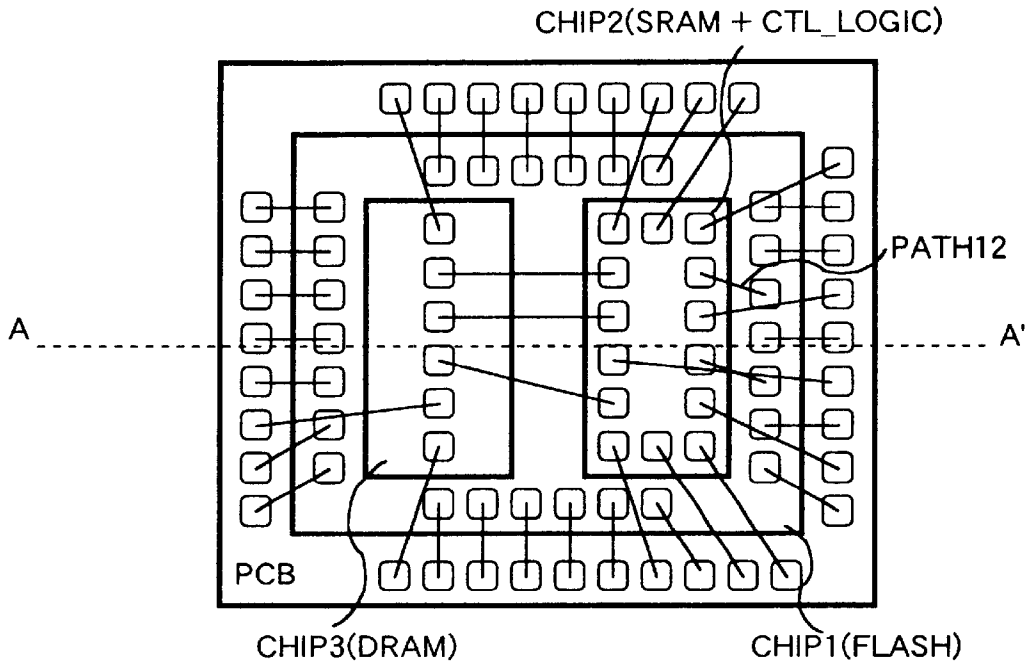 CHIP2(SRAM + CTL_LOGIC)
PATH12
A
A'
PCB
CHIP3(DRAM)
CHIP1(FLASH)